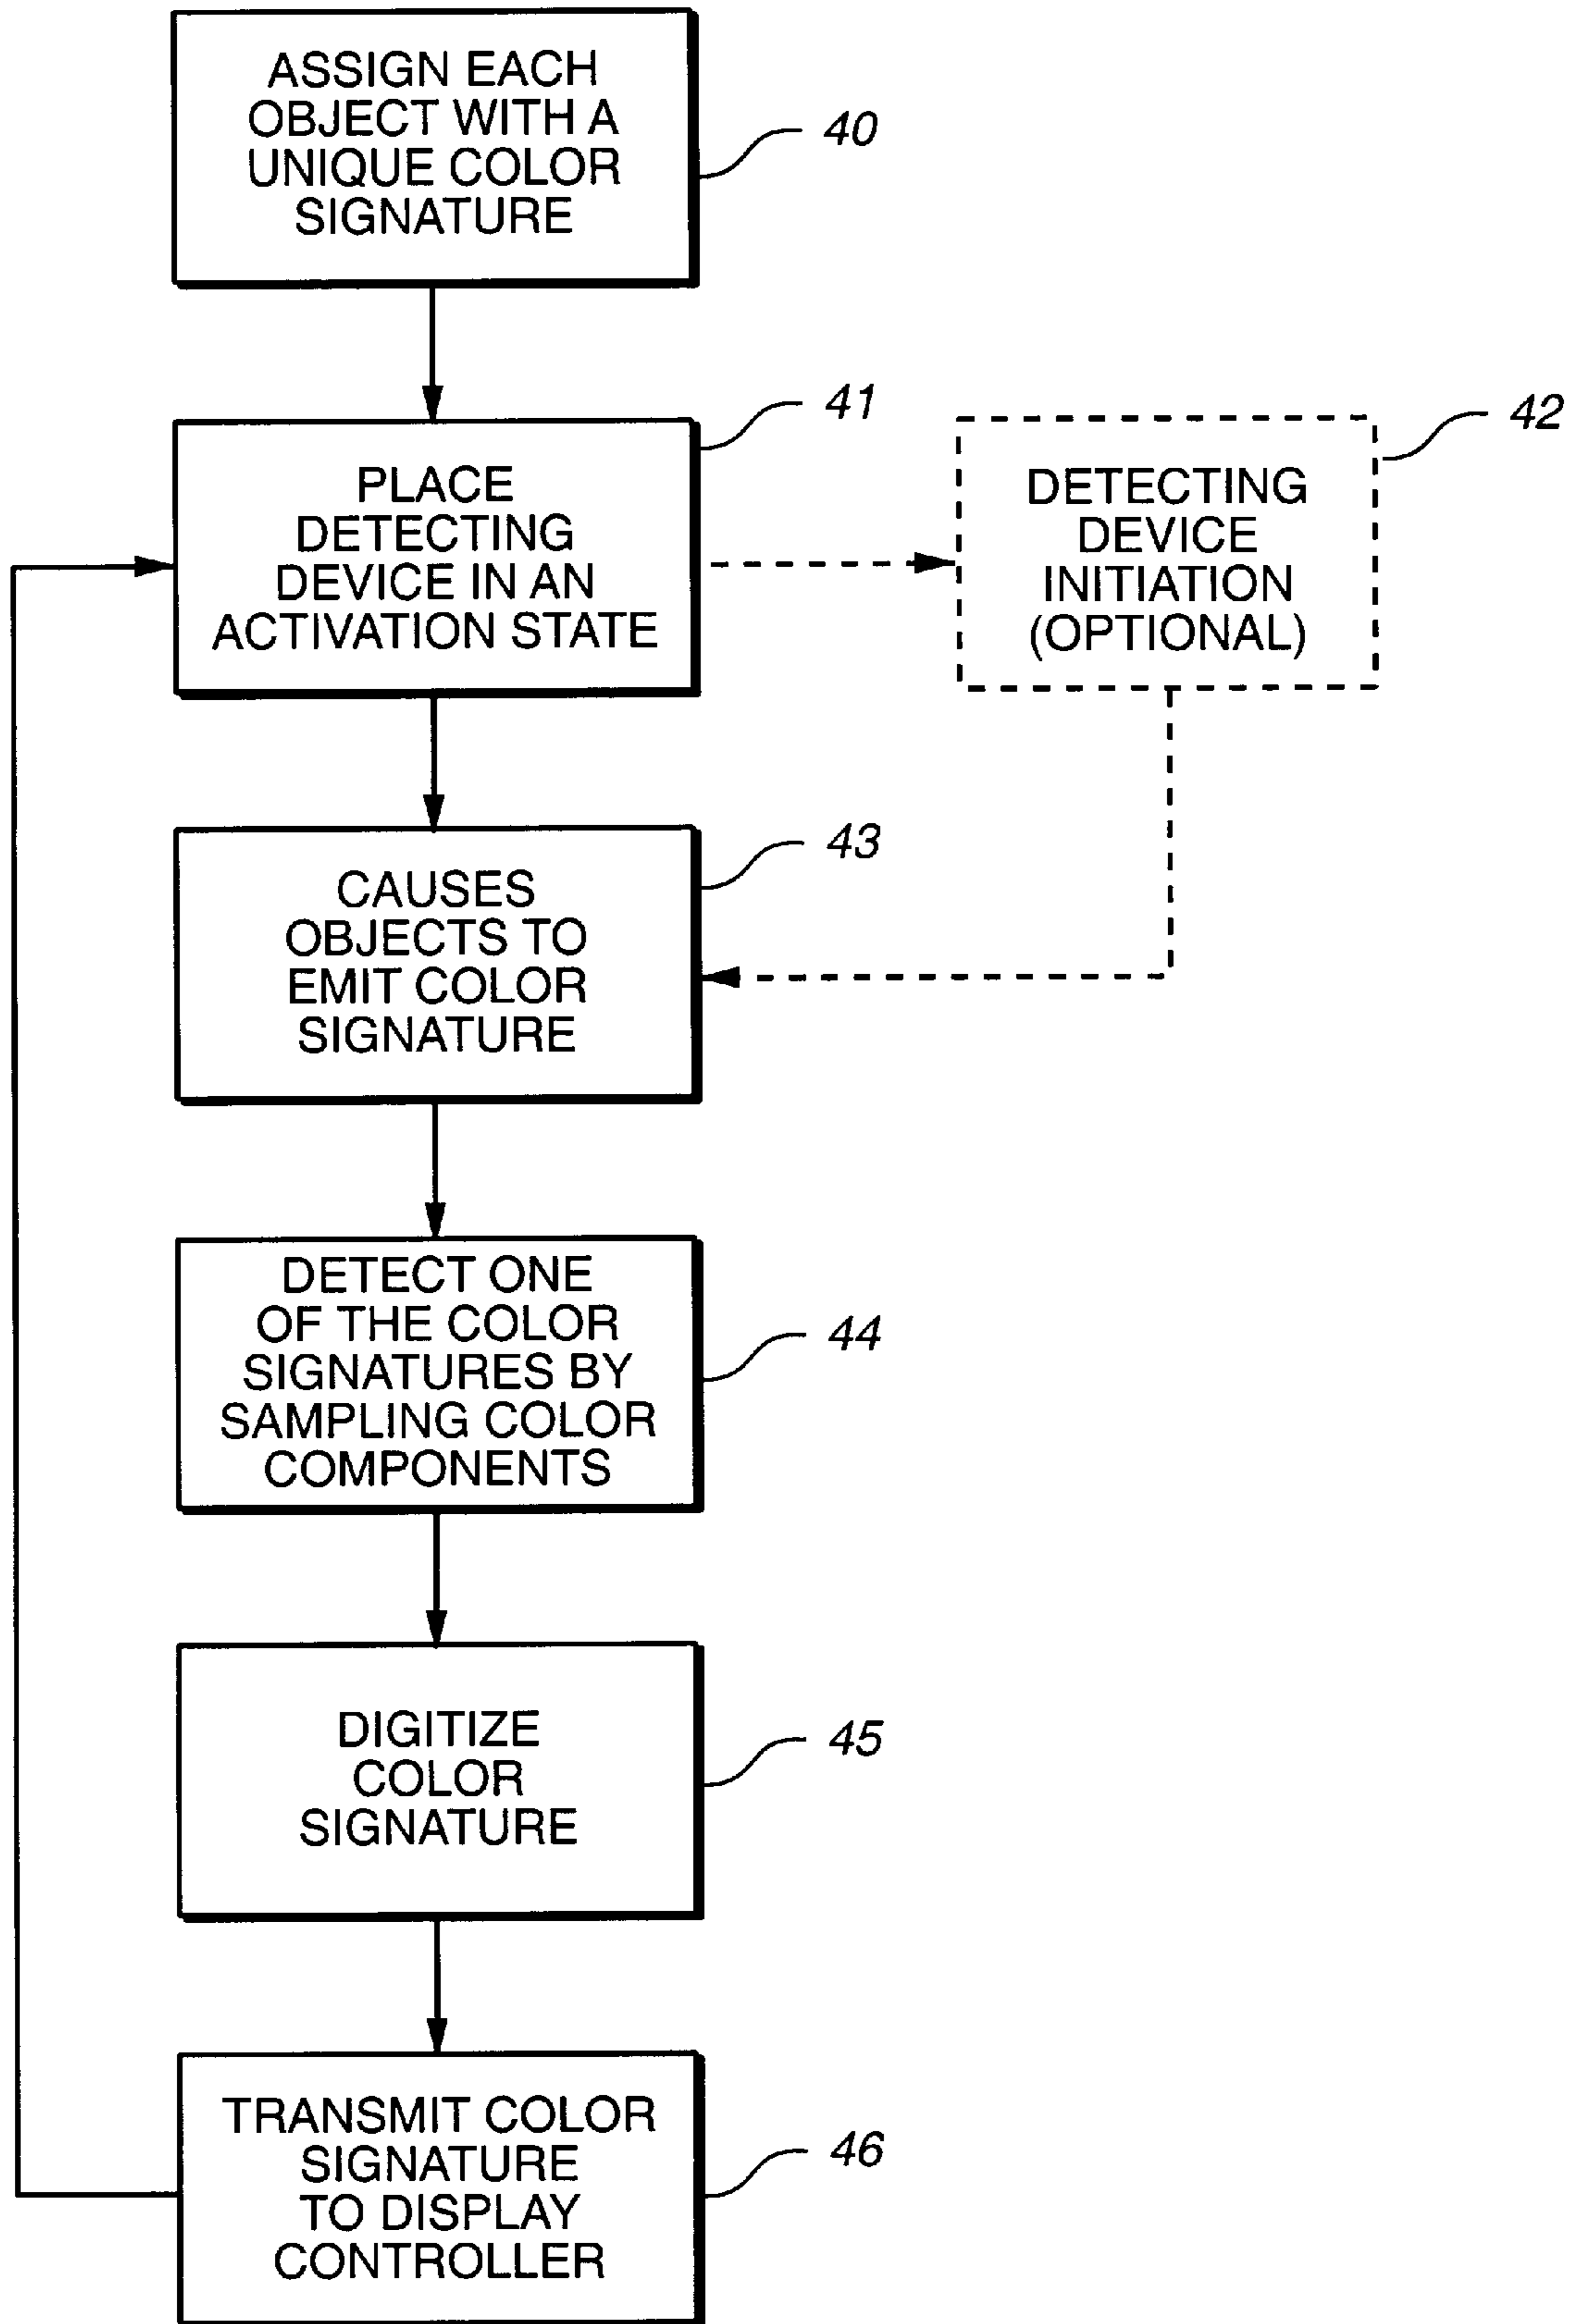 ASSIGN EACH
OBJECT WITH A
UNIQUE COLOR
SIGNATURE
40
PLACE
DETECTING
DEVICE IN AN
ACTIVATION STATE
41
DETECTING
DEVICE
INITIATION
(OPTIONAL)
42
CAUSES
OBJECTS TO
EMIT COLOR
SIGNATURE
43
DETECT ONE
OF THE COLOR
SIGNATURES BY
SAMPLING COLOR
COMPONENTS
44
DIGITIZE
COLOR
SIGNATURE
45
TRANSMIT COLOR
SIGNATURE
TO DISPLAY
CONTROLLER
46